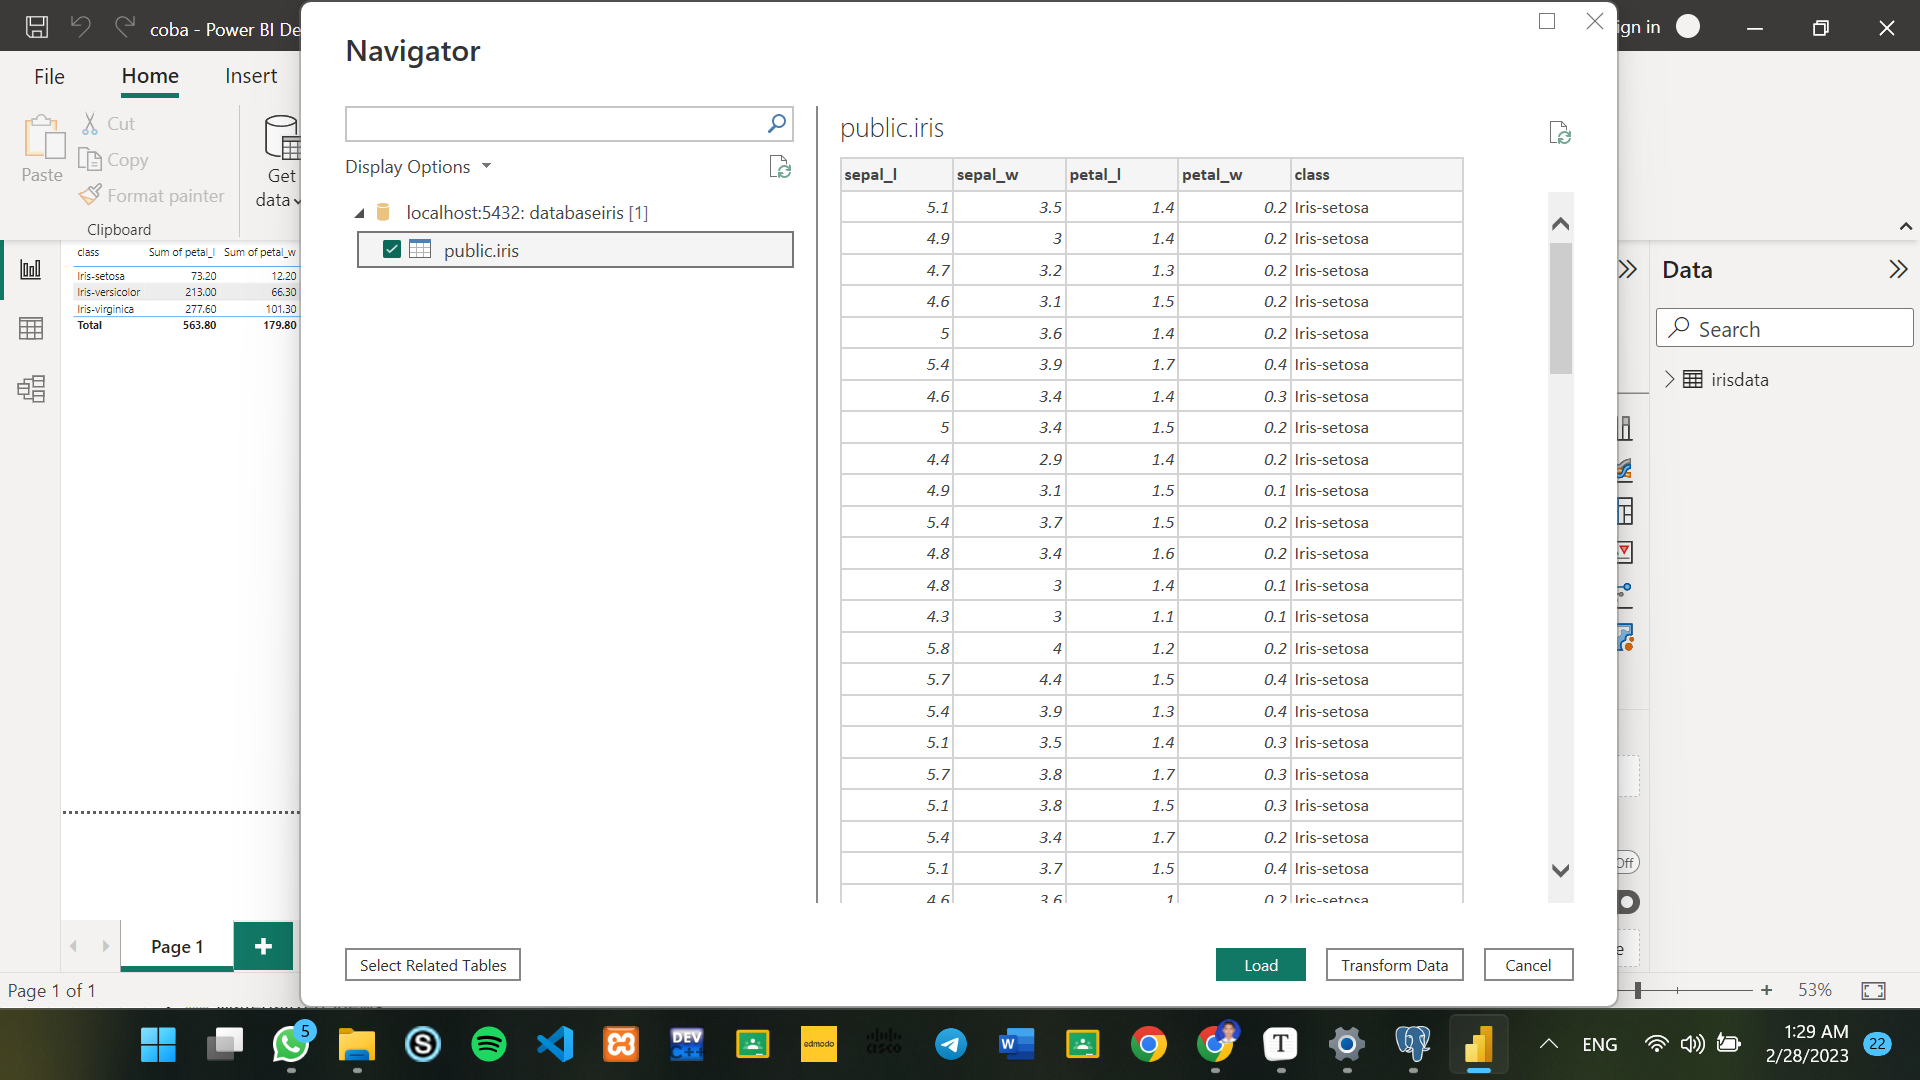 coba - Power BI De
gn in
File Home Insert
Cut
Copy
Format painter
Paste
Clipboard
Get
data
class Sum of petal_l Sum of petal_w
Iris-setosa 73.20 12.20
Iris-versicolor 213.00 66.30
Iris-virginica 277.60 101.30
Total 563.80 179.80
Navigator
Display Options
localhost:5432: databaseiris [1]
public.iris
public.iris
sepal_l sepal_w petal_l petal_w class
5.1 3.5 1.4 0.2 Iris-setosa
4.9 3 1.4 0.2 Iris-setosa
4.7 3.2 1.3 0.2 Iris-setosa
4.6 3.1 1.5 0.2 Iris-setosa
5 3.6 1.4 0.2 Iris-setosa
5.4 3.9 1.7 0.4 Iris-setosa
4.6 3.4 1.4 0.3 Iris-setosa
5 3.4 1.5 0.2 Iris-setosa
4.4 2.9 1.4 0.2 Iris-setosa
4.9 3.1 1.5 0.1 Iris-setosa
5.4 3.7 1.5 0.2 Iris-setosa
4.8 3.4 1.6 0.2 Iris-setosa
4.8 3 1.4 0.1 Iris-setosa
4.3 3 1.1 0.1 Iris-setosa
5.8 4 1.2 0.2 Iris-setosa
5.7 4.4 1.5 0.4 Iris-setosa
5.4 3.9 1.3 0.4 Iris-setosa
5.1 3.5 1.4 0.3 Iris-setosa
5.7 3.8 1.7 0.3 Iris-setosa
5.1 3.8 1.5 0.3 Iris-setosa
5.4 3.4 1.7 0.2 Iris-setosa
5.1 3.7 1.5 0.4 Iris-setosa
4.6 3.6 1 0.2 Iris-setosa
Select Related Tables
Load
Transform Data
Cancel
Data
Search
irisdata
Off
e
Page 1
Page 1 of 1
53%
5
S
DEV
C++
edmodo
cisco
W
T
ENG
1:29 AM
2/28/2023
22